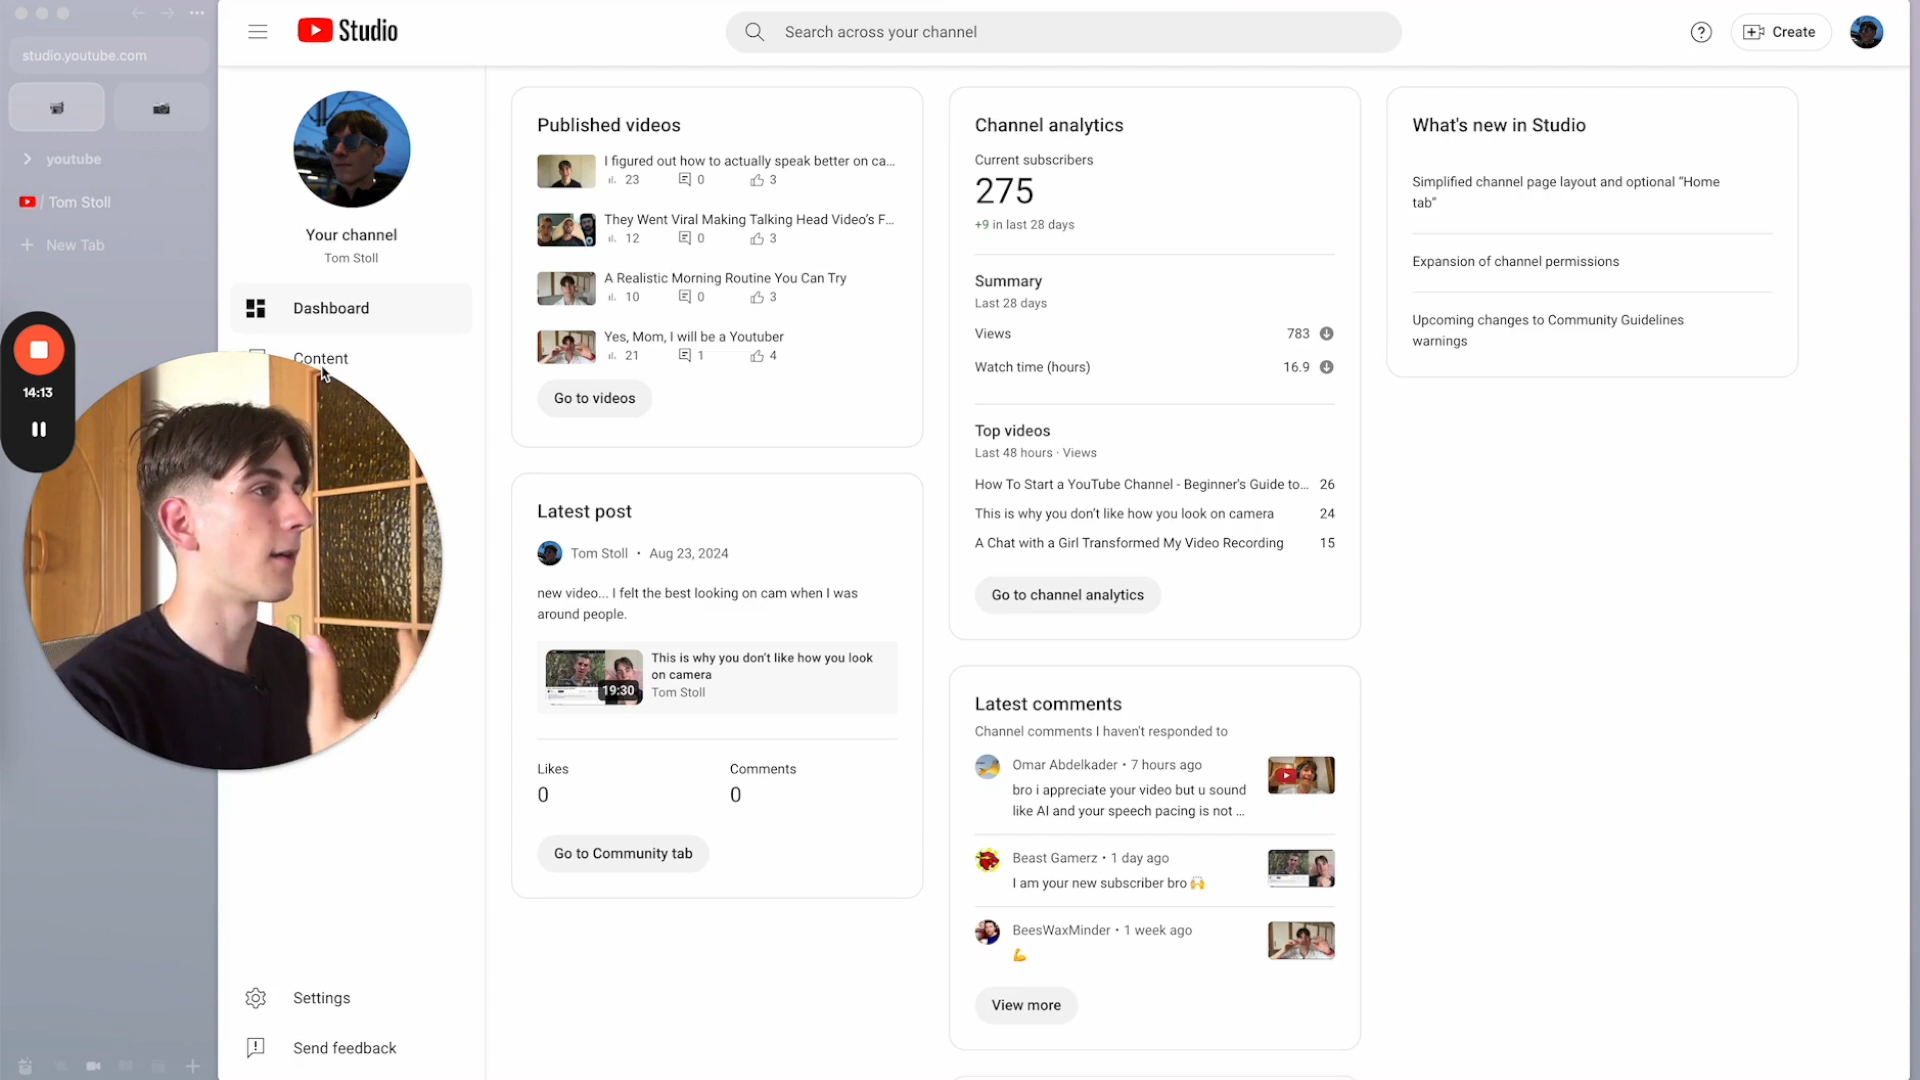 studio.youtube.com
youtube
/ Tom Stoll
New Tab
14:13
Studio
Search across your channel
Create
Your channel
Tom Stoll
Dashboard
Content
Settings
Send feedback
Published videos
I figured out how to actually speak better on ca...
23 0 3
They Went Viral Making Talking Head Video's F...
12 0 3
A Realistic Morning Routine You Can Try
10 0 3
Yes, Mom, I will be a Youtuber
21 1 4
Go to videos
Latest post
Tom Stoll • Aug 23, 2024
new video... I felt the best looking on cam when I was
around people.
This is why you don't like how you look
on camera
19:30
Tom Stoll
Likes Comments
0 0
Go to Community tab
Channel analytics
Current subscribers
275
+9 in last 28 days
Summary
Last 28 days
Views 783
Watch time (hours) 16.9
Top videos
Last 48 hours · Views
How To Start a YouTube Channel - Beginner's Guide to... 26
This is why you don't like how you look on camera 24
A Chat with a Girl Transformed My Video Recording 15
Go to channel analytics
Latest comments
Channel comments I haven't responded to
Omar Abdelkader • 7 hours ago
bro i appreciate your video but u sound
like AI and your speech pacing is not ...
Beast Gamerz • 1 day ago
I am your new subscriber bro 🙌
BeesWaxMinder • 1 week ago
💪
View more
What's new in Studio
Simplified channel page layout and optional “Home
tab”
Expansion of channel permissions
Upcoming changes to Community Guidelines
warnings